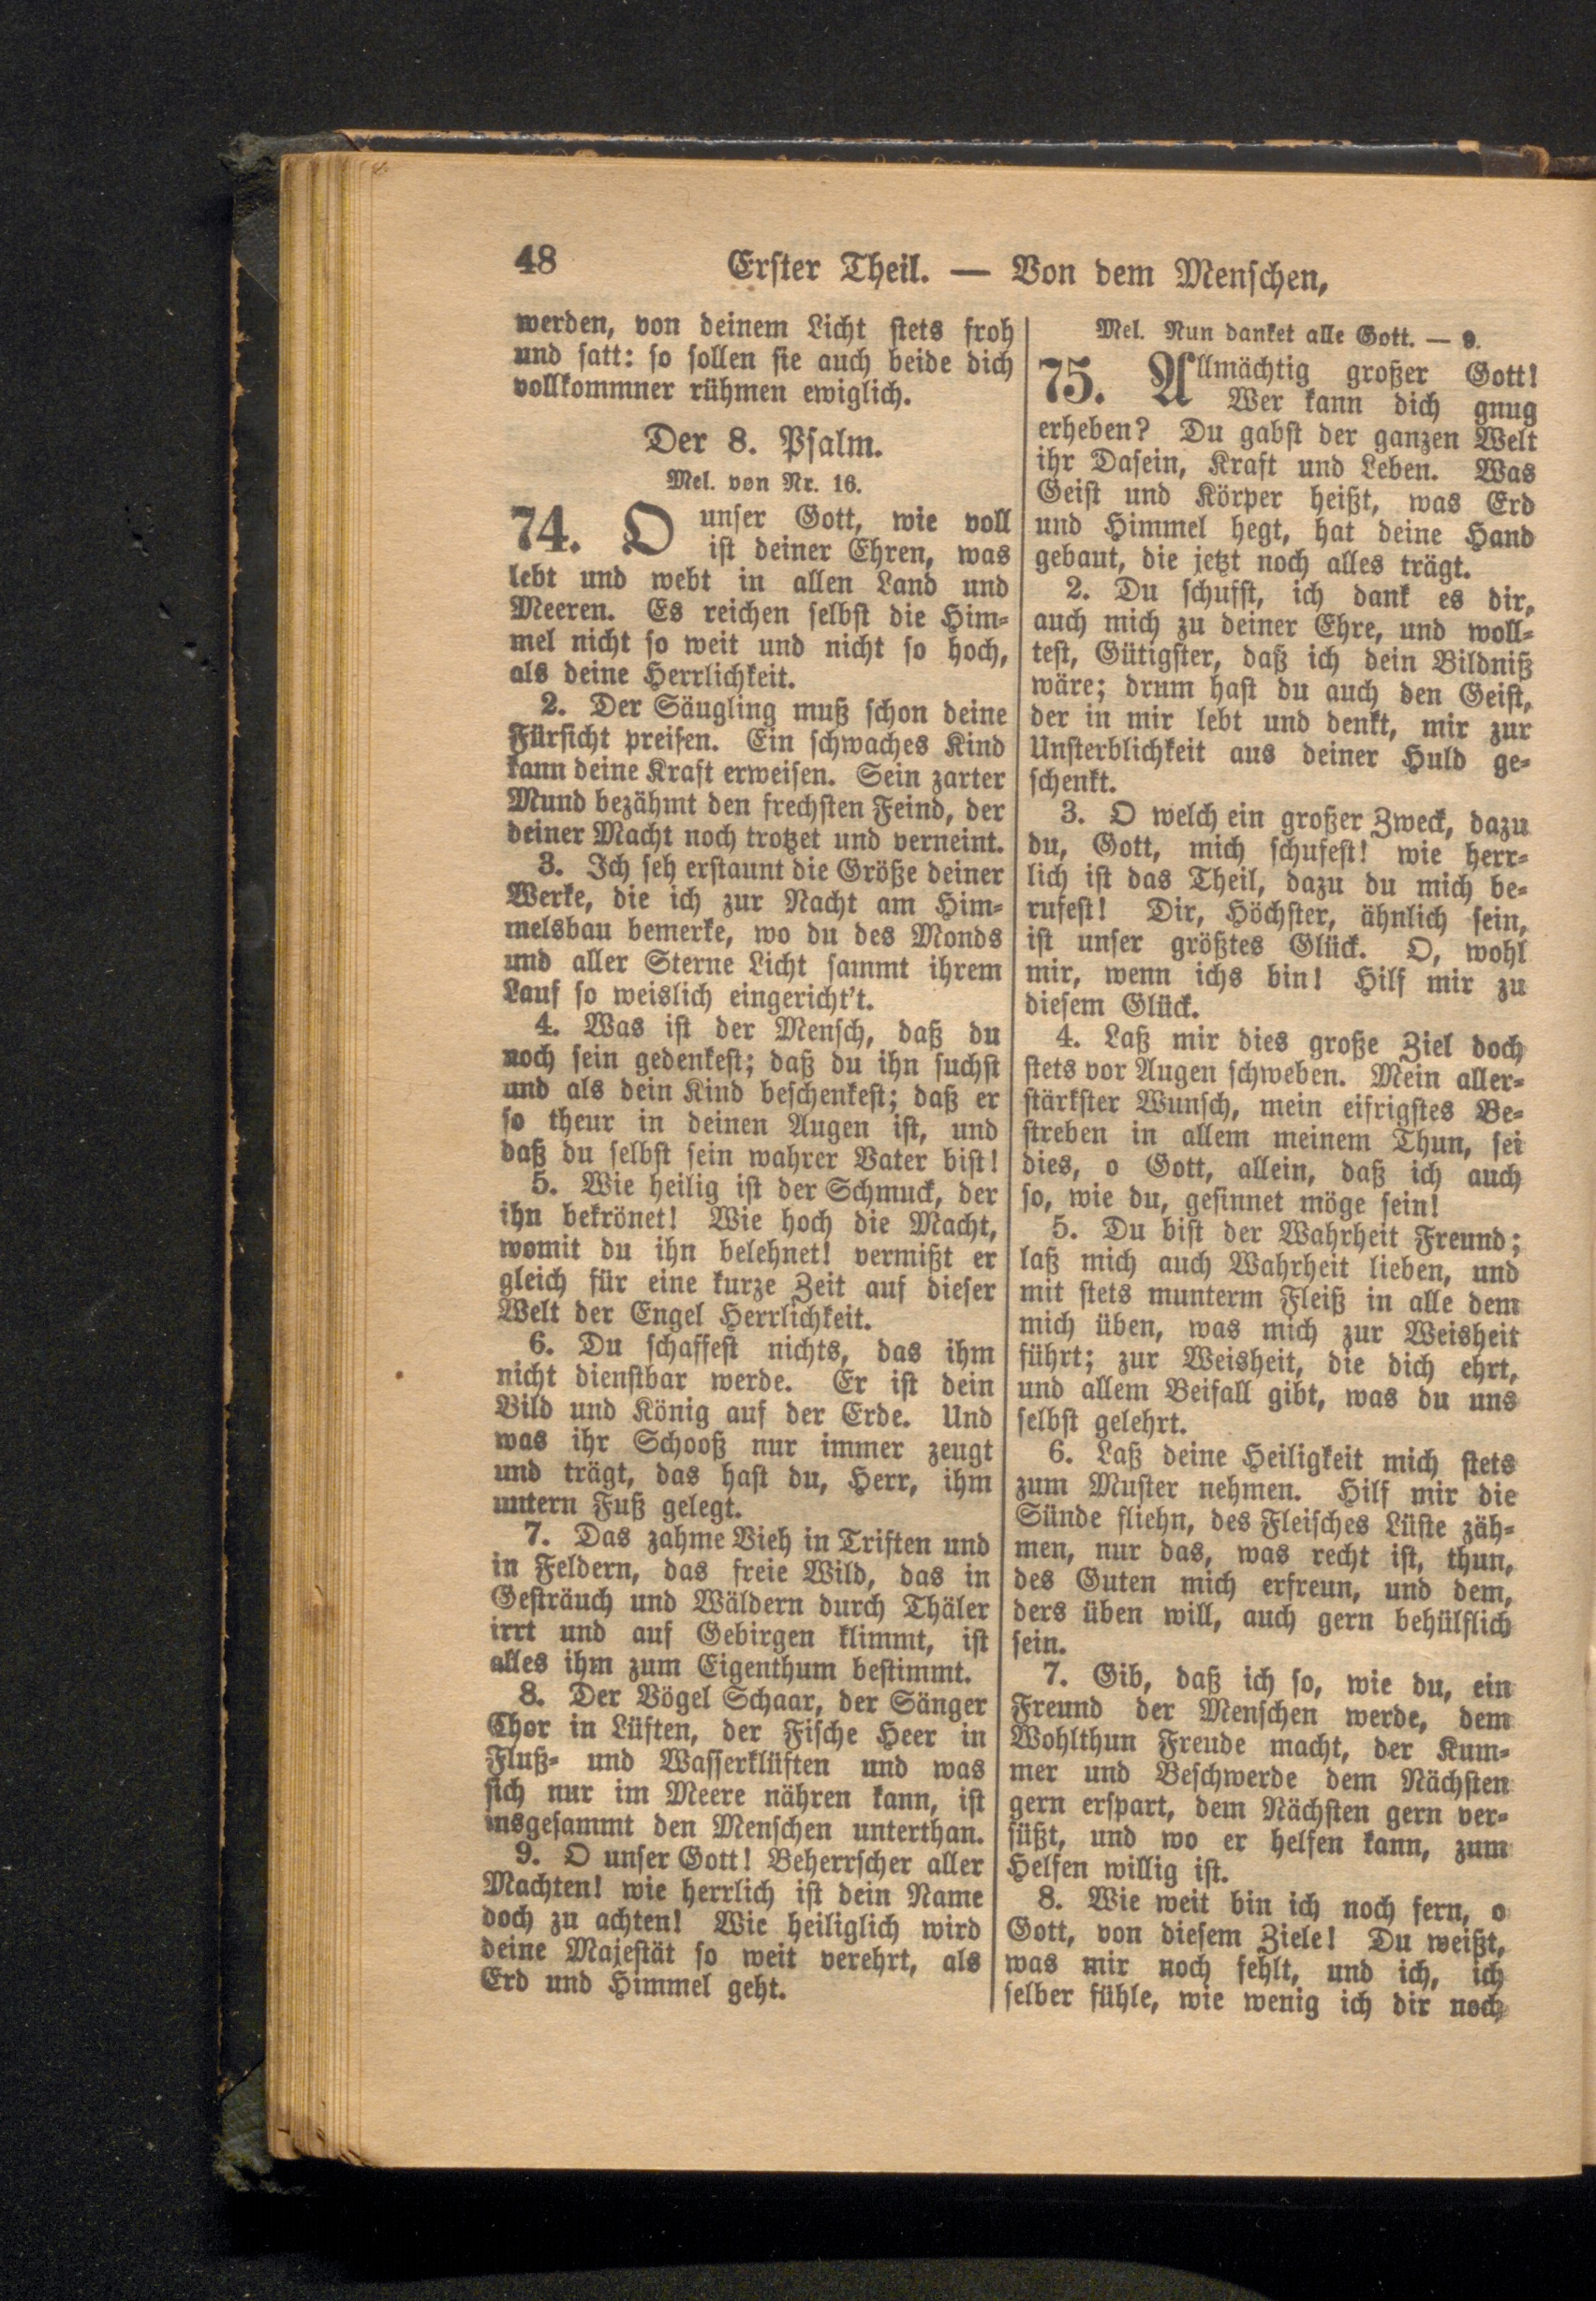 48 Erster Theil. — Von dem Menschen,
werden, von deinem Licht stets froh
und satt: so sollen sie auch beide dich
vollkommner rühmen ewiglich.
Der 8. Psalm.
Mel. von Nr. 16.
74. O unser Gott, wie voll
ist deiner Ehren, was
lebt und webt in allen Land und
Meeren. Es reichen selbst die Him-
mel nicht so weit und nicht so hoch,
als deine Herrlichkeit.
2. Der Säugling muß schon deine
Fürsicht preisen. Ein schwaches Kind
kann deine Kraft erweisen. Sein zarter
Mund bezähmt den frechsten Feind, der
deiner Macht noch trotzet und verneint.
3. Ich seh erstaunt die Größe deiner
Werke, die ich zur Nacht am Him-
melsbau bemerke, wo du des Monds
und aller Sterne Licht sammt ihrem
Lauf so weislich eingericht't.
4. Was ist der Mensch, daß du
noch sein gedenkest; daß du ihn suchst
und als dein Kind beschenkest; daß er
so theur in deinen Augen ist, und
daß du selbst sein wahrer Vater bist!
5. Wie heilig ist der Schmuck, der
ihn bekrönet! Wie hoch die Macht,
womit du ihn belehnet! vermißt er
gleich für eine kurze Zeit auf dieser
Welt der Engel Herrlichkeit.
6. Du schaffest nichts, das ihm
nicht dienstbar werde. Er ist dein
Bild und König auf der Erde. Und
was ihr Schooß nur immer zeugt
und trägt, das hast du, Herr, ihm
untern Fuß gelegt.
7. Das zahme Vieh in Triften und
in Feldern, das freie Wild, das in
Gesträuch und Wäldern durch Thäler
irrt und auf Gebirgen klimmt, ist
alles ihm zum Eigenthum bestimmt.
8. Der Vögel Schaar, der Sänger
Chor in Lüften, der Fische Heer in
Fluß- und Wasserklüften und was
sich nur im Meere nähren kann, ist
insgesammt den Menschen unterthan.
9. O unser Gott! Beherrscher aller
Machten! wie herrlich ist dein Name
doch zu achten! Wie heiliglich wird
deine Majestät so weit verehrt, als
Erd und Himmel geht.
Mel. Nun danket alle Gott. — 9.
75. Allmächtig großer Gott!
Wer kann dich gnug
erheben? Du gabst der ganzen Welt
ihr Dasein, Kraft und Leben. Was
Geist und Körper heißt, was Erd
und Himmel hegt, hat deine Hand
gebaut, die jetzt noch alles trägt.
2. Du schufst, ich dank es dir,
auch mich zu deiner Ehre, und woll-
test, Gütigster, daß ich dein Bildniß
wäre; drum hast du auch den Geist,
der in mir lebt und denkt, mir zur
Unsterblichkeit aus deiner Huld ge-
schenkt.
3. O welch ein großer Zweck, dazu
du, Gott, mich schufest! wie herr-
lich ist das Theil, dazu du mich be-
rufest! Dir, Höchster, ähnlich sein,
ist unser größtes Glück. O, wohl
mir, wenn ichs bin! Hilf mir zu
diesem Glück.
4. Laß mir dies große Ziel doch
stets vor Augen schweben. Mein aller-
stärkster Wunsch, mein eifrigstes Be-
streben in allem meinem Thun, sei
dies, o Gott, allein, daß ich auch
so, wie du, gesinnet möge sein!
5. Du bist der Wahrheit Freund;
laß mich auch Wahrheit lieben, und
mit stets munterm Fleiß in alle dem
mich üben, was mich zur Weisheit
führt; zur Weisheit, die dich ehrt,
und allem Beifall gibt, was du uns
selbst gelehrt.
6. Laß deine Heiligkeit mich stets
zum Muster nehmen. Hilf mir die
Sünde fliehn, des Fleisches Lüste zäh-
men, nur das, was recht ist, thun,
des Guten mich erfreun, und dem,
ders üben will, auch gern behülflich
sein.
7. Gib, daß ich so, wie du, ein
Freund der Menschen werde, dem
Wohlthun Freude macht, der Kum-
mer und Beschwerde dem Nächsten
gern erspart, dem Nächsten gern ver-
süßt, und wo er helfen kann, zum
Helfen willig ist.
8. Wie weit bin ich noch fern, o
Gott, von diesem Ziele! Du weißt,
was mir noch fehlt, und ich, ich
selber fühle, wie wenig ich dir noch